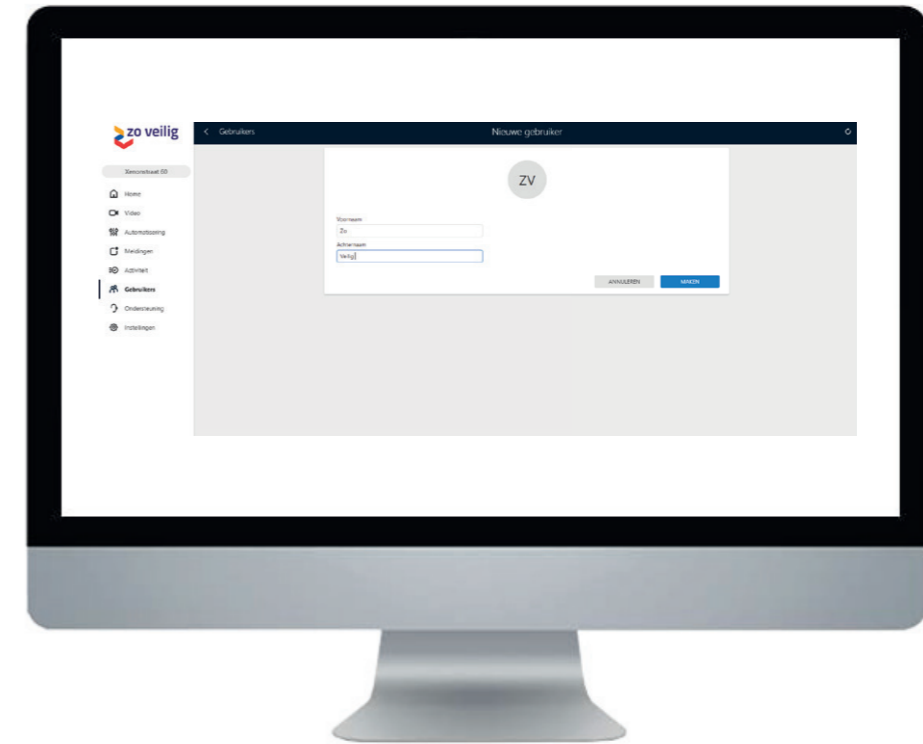 zo veilig
< Gebruikers
Nieuwe gebruiker
Home
Video
Automatisering
Meldingen
Activiteit
Gebruikers
Ondersteuning
Instellingen
ZV
Voornaam
Zo
Achternaam
Veilig
ANNULEREN